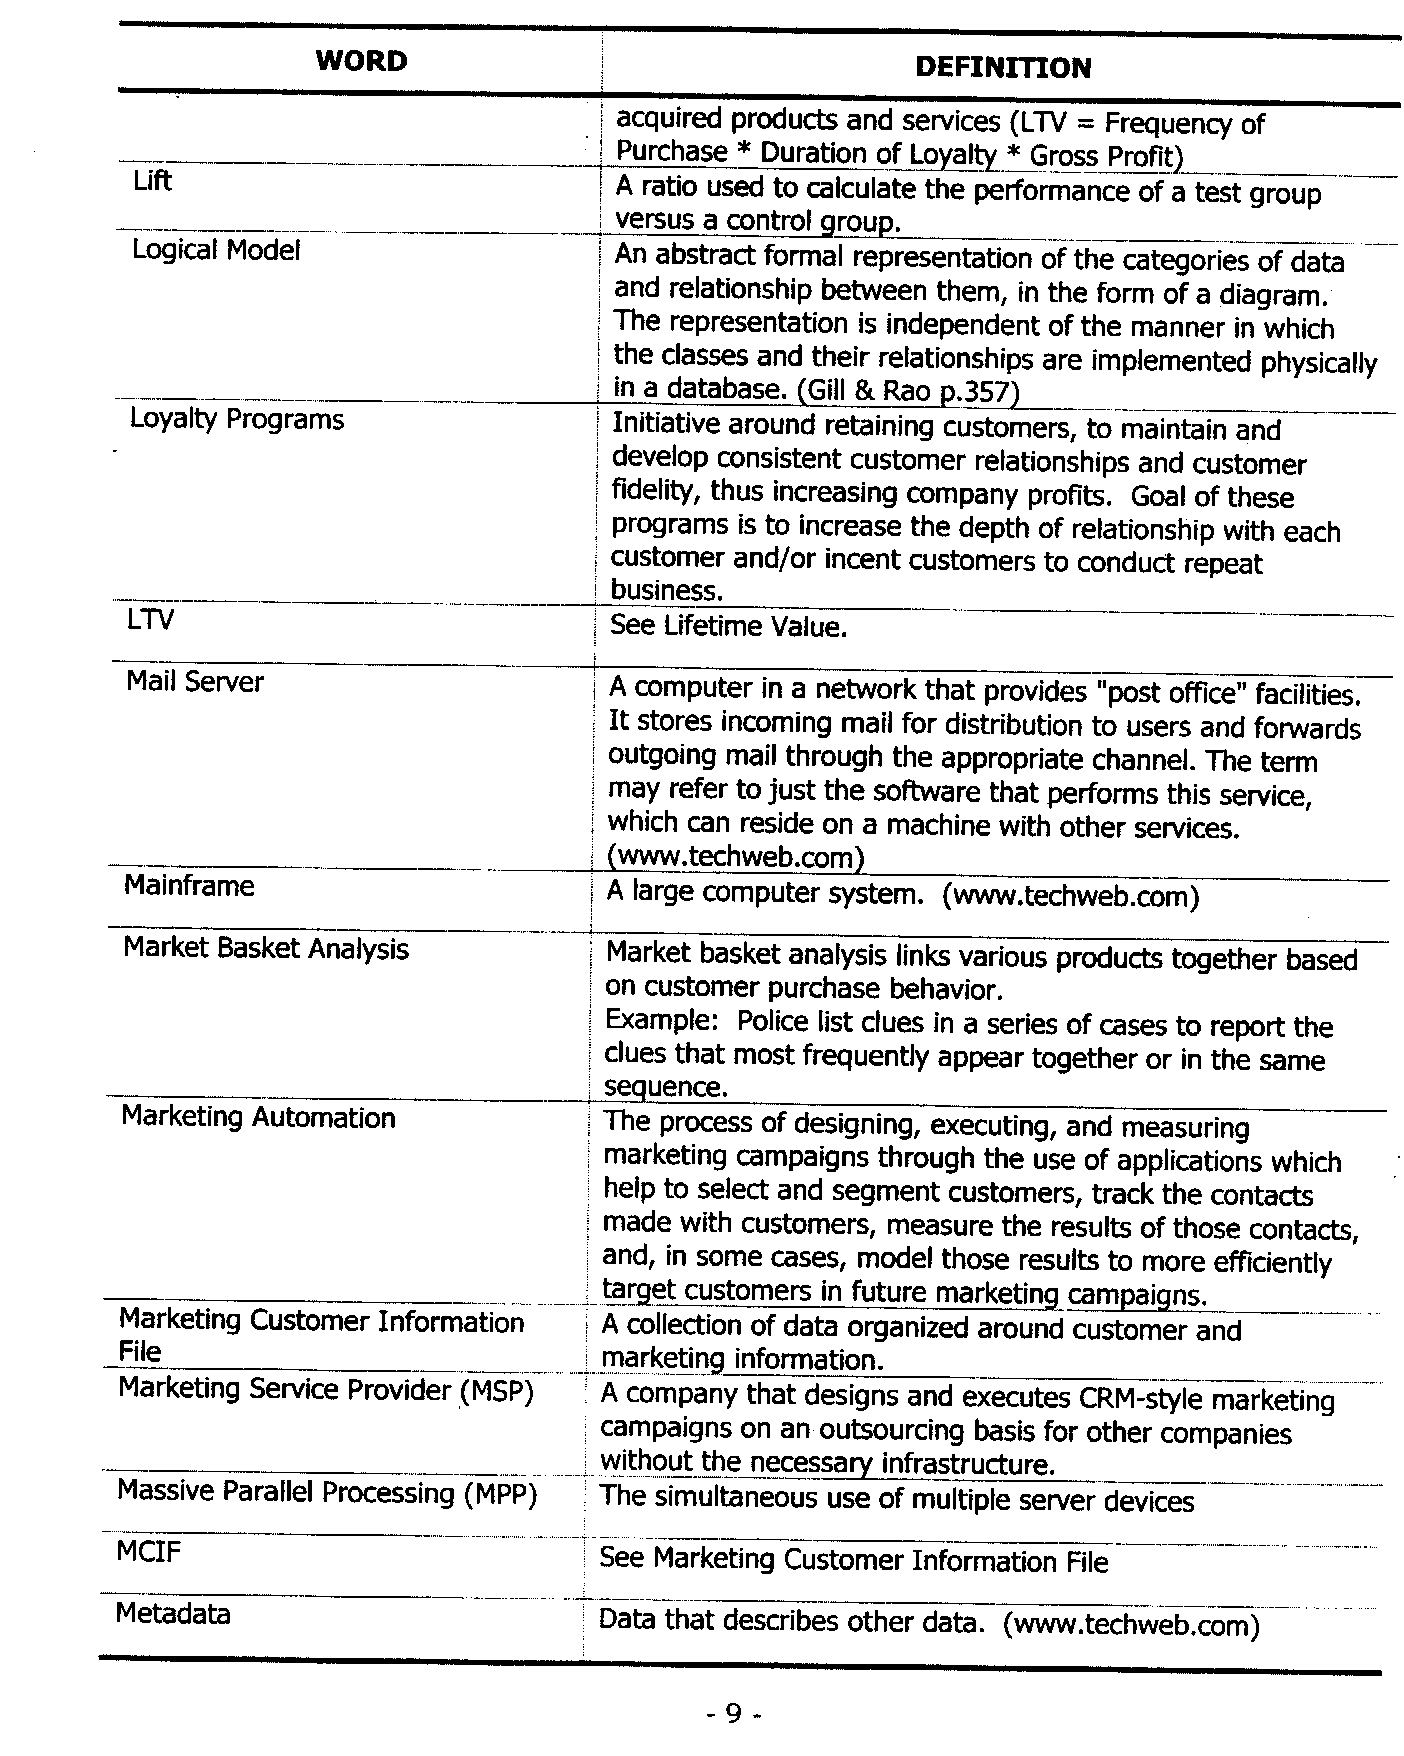 WORD DEFINITION
acquired products and services (LTV = Frequency of
Purchase * Duration of Loyalty * Gross Profit)
Lift A ratio used to calculate the performance of a test group
versus a control group.
Logical Model An abstract formal representation of the categories of data
and relationship between them, in the form of a diagram.
The representation is independent of the manner in which
the classes and their relationships are implemented physically
in a database. (Gill & Rao p.357)
Loyalty Programs Initiative around retaining customers, to maintain and
develop consistent customer relationships and customer
fidelity, thus increasing company profits. Goal of these
programs is to increase the depth of relationship with each
customer and/or incent customers to conduct repeat
business.
LTV See Lifetime Value.
Mail Server A computer in a network that provides "post office" facilities.
It stores incoming mail for distribution to users and forwards
outgoing mail through the appropriate channel. The term
may refer to just the software that performs this service,
which can reside on a machine with other services.
(www.techweb.com)
Mainframe A large computer system. (www.techweb.com)
Market Basket Analysis Market basket analysis links various products together based
on customer purchase behavior.
Example: Police list clues in a series of cases to report the
clues that most frequently appear together or in the same
sequence.
Marketing Automation The process of designing, executing, and measuring
marketing campaigns through the use of applications which
help to select and segment customers, track the contacts
made with customers, measure the results of those contacts,
and, in some cases, model those results to more efficiently
target customers in future marketing campaigns.
Marketing Customer Information A collection of data organized around customer and
File marketing information.
Marketing Service Provider (MSP) A company that designs and executes CRM-style marketing
campaigns on an outsourcing basis for other companies
without the necessary infrastructure.
Massive Parallel Processing (MPP) The simultaneous use of multiple server devices
MCIF See Marketing Customer Information File
Metadata Data that describes other data. (www.techweb.com)
- 9 -